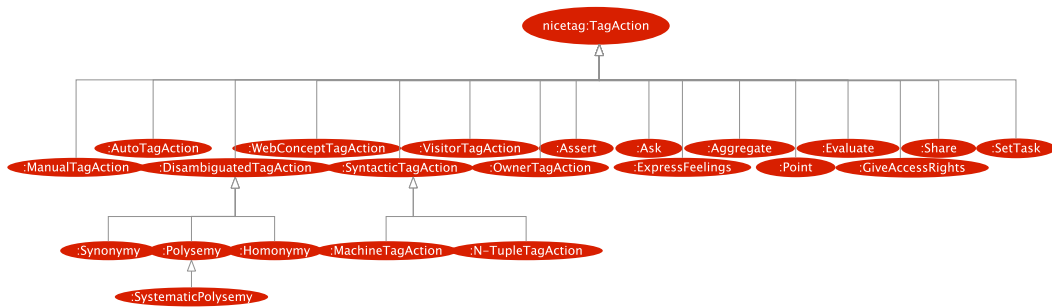 nicetag:TagAction
:AutoTagAction
:WebConceptTagAction
:VisitorTagAction
:Assert
:Ask
:Aggregate
:Evaluate
:Share
:SetTask
:ManualTagAction
:DisambiguatedTagAction
:SyntacticTagAction
:OwnerTagAction
:ExpressFeelings
:Point
:GiveAccessRights
:Synonymy
:Polysemy
:Homonymy
:MachineTagAction
:N-TupleTagAction
:SystematicPolysemy